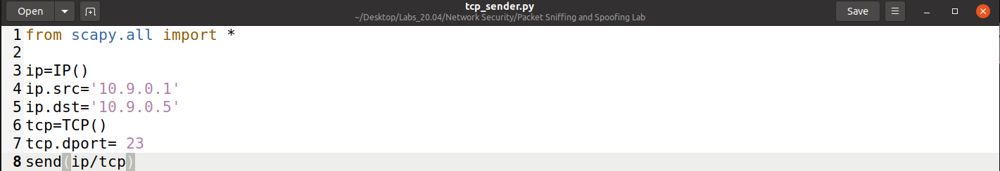 Open
tcp_sender.py
~/Desktop/Labs_20.04/Network Security/Packet Sniffing and Spoofing Lab
Save
1 from scapy.all import *
2
3 ip=IP()
4 ip.src='10.9.0.1'
5 ip.dst='10.9.0.5'
6 tcp=TCP()
7 tcp.dport= 23
8 send(ip/tcp)